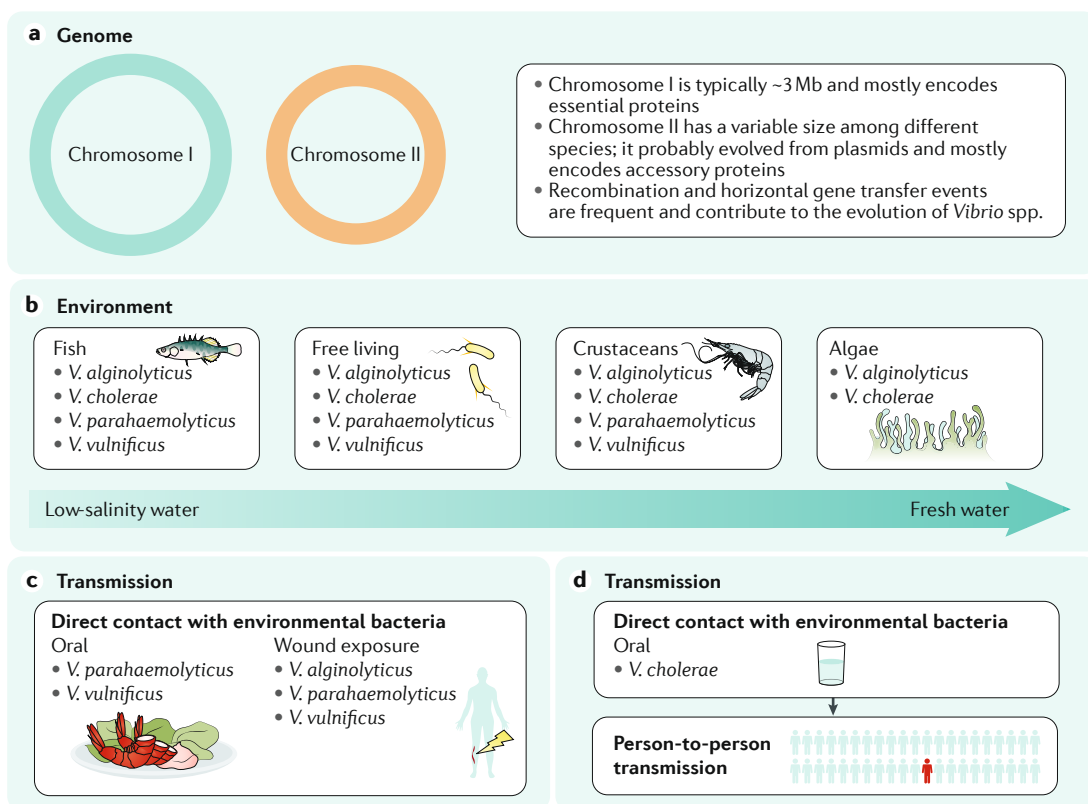 a Genome
Chromosome I
Chromosome II
• Chromosome I is typically ~3 Mb and mostly encodes
essential proteins
• Chromosome II has a variable size among different
species; it probably evolved from plasmids and mostly
encodes accessory proteins
• Recombination and horizontal gene transfer events
are frequent and contribute to the evolution of Vibrio spp.
b Environment
Fish
• V. alginolyticus
• V. cholerae
• V. parahaemolyticus
• V. vulnificus
Free living
• V. alginolyticus
• V. cholerae
• V. parahaemolyticus
• V. vulnificus
Crustaceans
• V. alginolyticus
• V. cholerae
• V. parahaemolyticus
• V. vulnificus
Algae
• V. alginolyticus
• V. cholerae
Low-salinity water
Fresh water
c Transmission
Direct contact with environmental bacteria
Oral
• V. parahaemolyticus
• V. vulnificus
Wound exposure
• V. alginolyticus
• V. parahaemolyticus
• V. vulnificus
d Transmission
Direct contact with environmental bacteria
Oral
• V. cholerae
Person-to-person
transmission